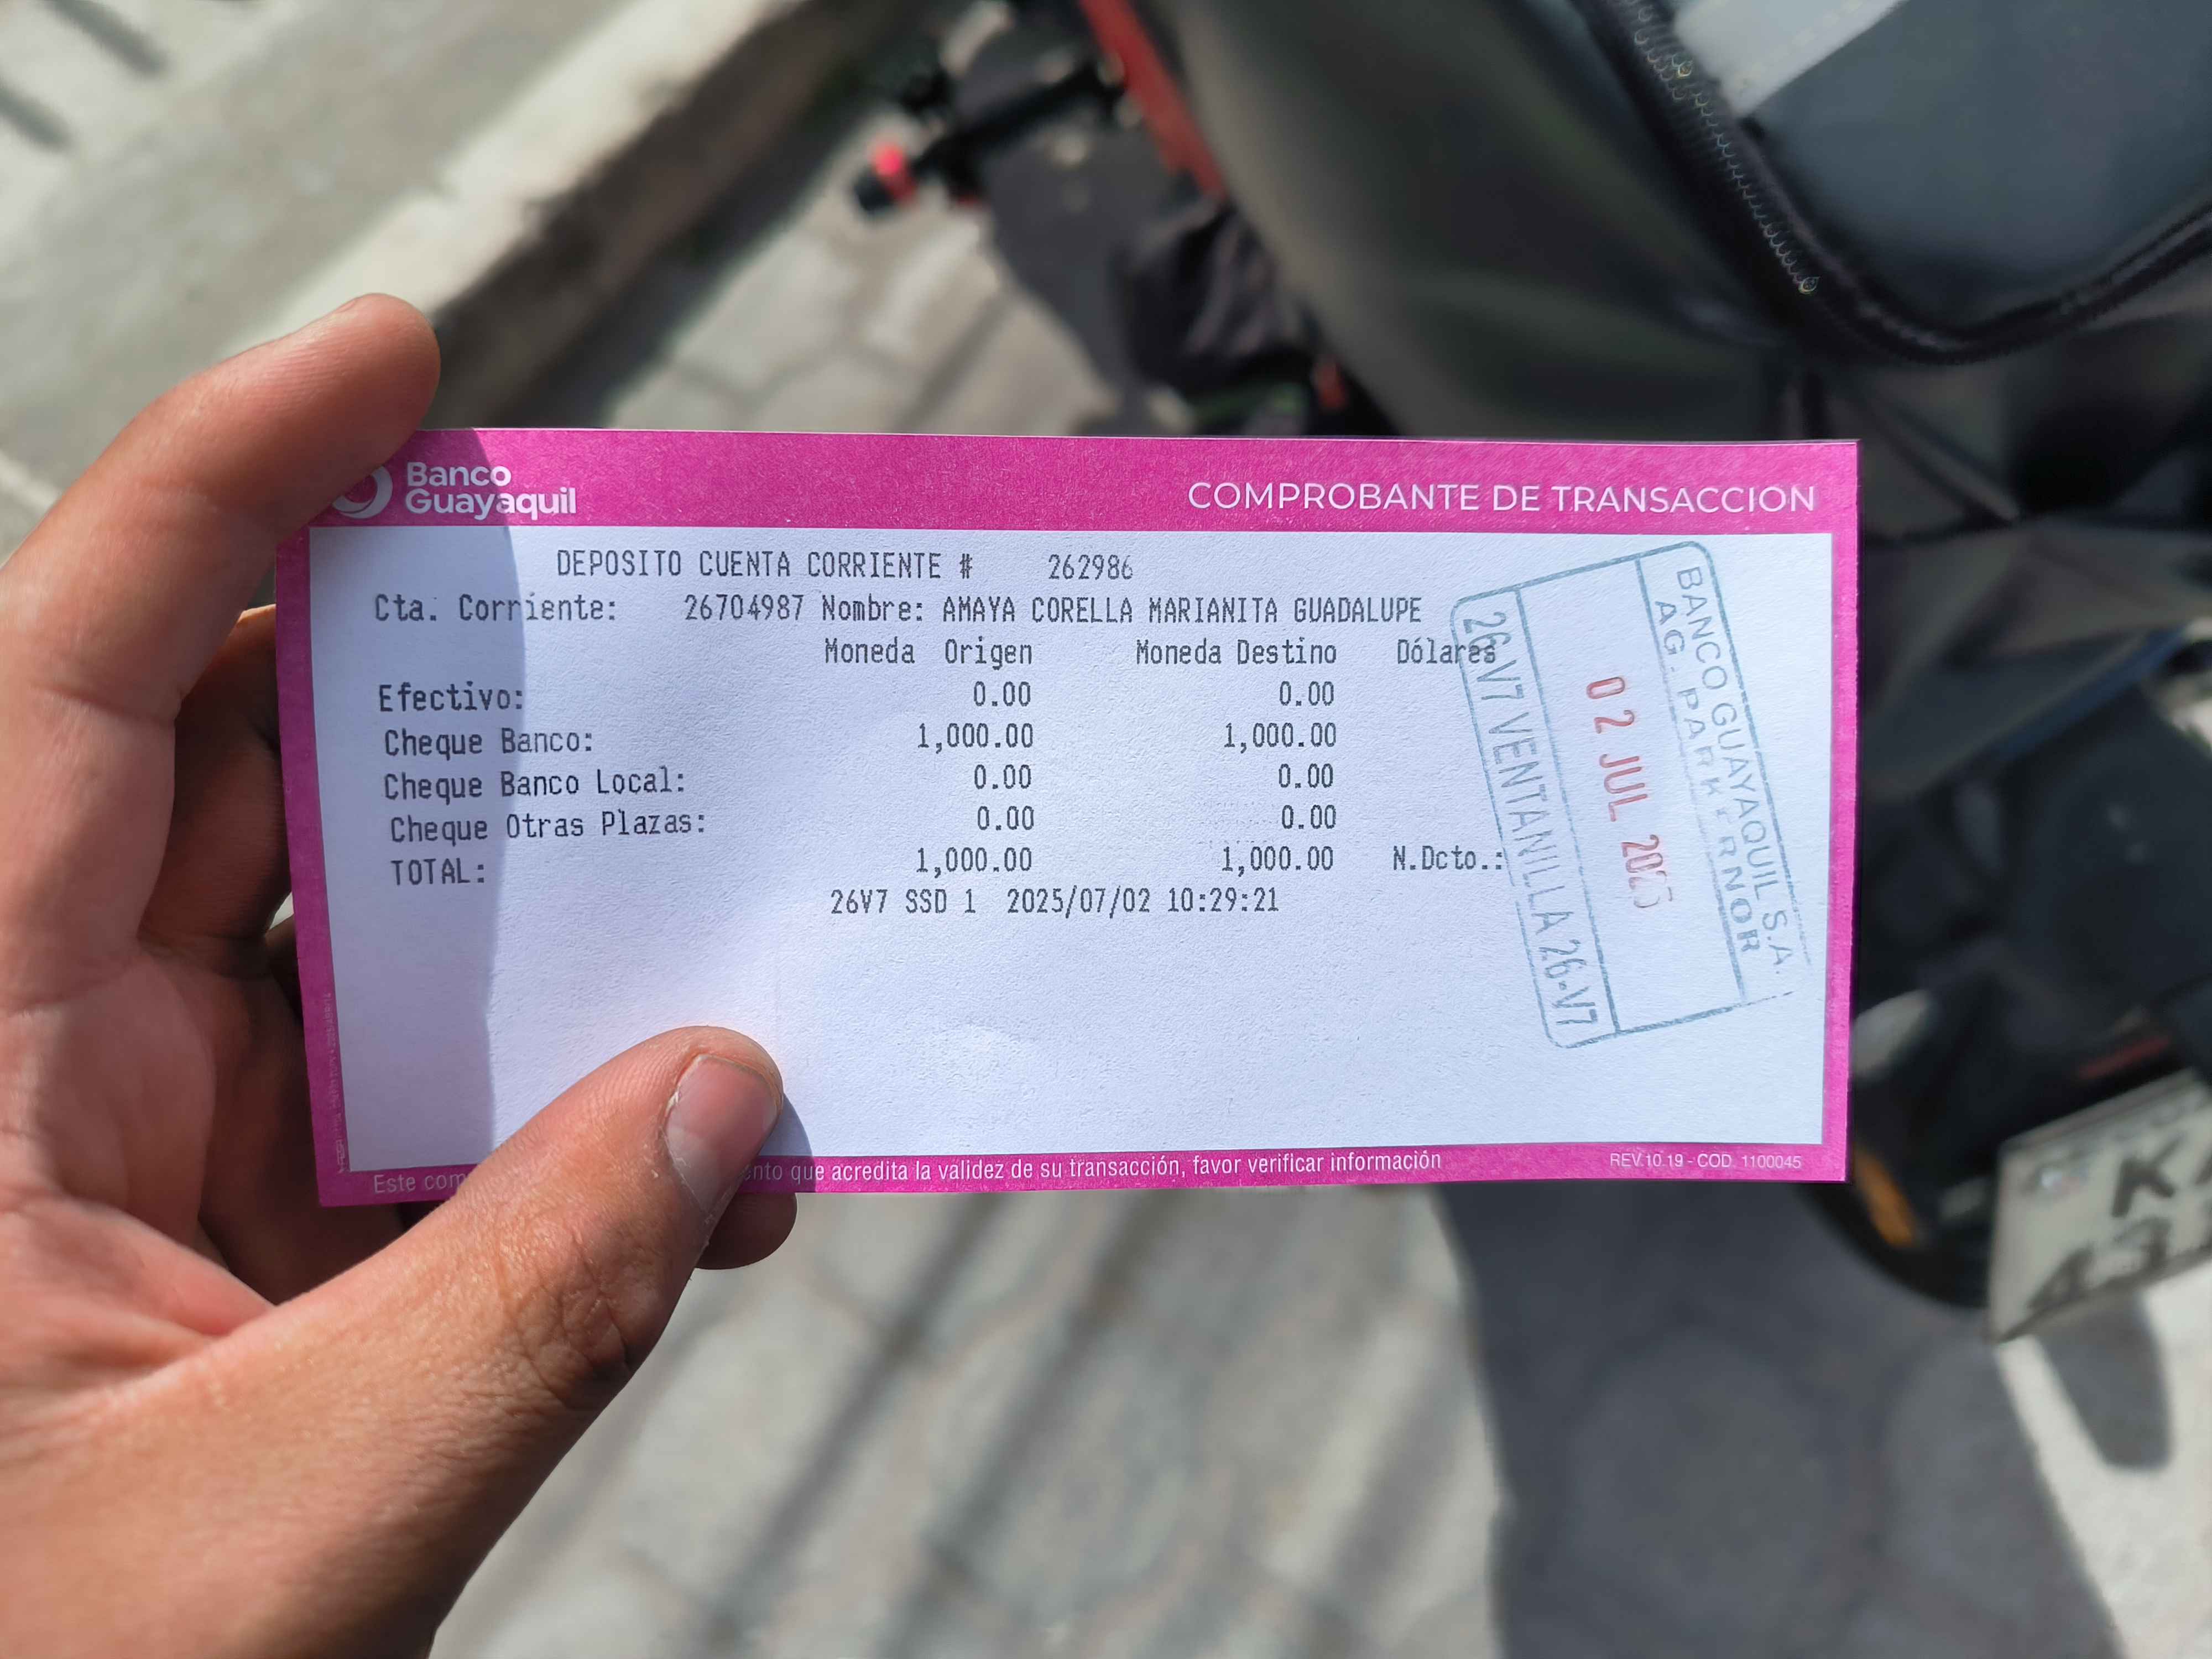 Banco
Guayaquil
COMPROBANTE DE TRANSACCION
DEPOSITO CUENTA CORRIENTE # 262986
Cta. Corriente: 26704987 Nombre: AMAYA CORELLA MARIANITA GUADALUPE
Moneda Origen Moneda Destino Dólares
Efectivo: 0.00 0.00
Cheque Banco: 1,000.00 1,000.00
Cheque Banco Local: 0.00 0.00
Cheque Otras Plazas: 0.00 0.00
TOTAL: 1,000.00 1,000.00 N.Dcto.:
26V7 SSD 1 2025/07/02 10:29:21
BANCO GUAYAQUIL S.A.
AG. PARK
02 JUL 2025
26-V7 VENTANILLA 26-V7
Este que acredita la validez de su transacción, favor verificar información
REV.10.19 - COD. 1100045